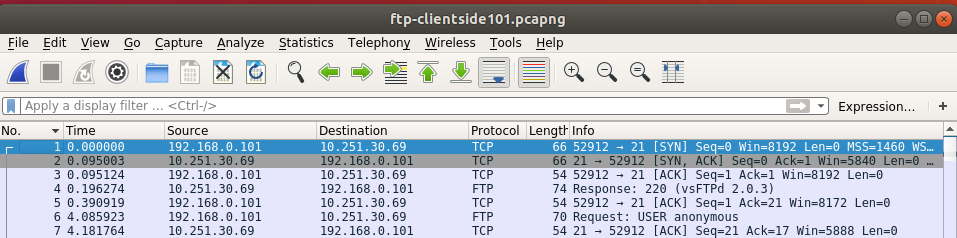 ftp-clientside101.pcapng
File Edit View Go Capture Analyze Statistics Telephony Wireless Tools Help
Apply a display filter ... <Ctrl-/> Expression... +
No. Time Source Destination Protocol Length Info
1 0.000000 192.168.0.101 10.251.30.69 TCP 66 52912 → 21 [SYN] Seq=0 Win=8192 Len=0 MSS=1460 WS…
2 0.095003 10.251.30.69 192.168.0.101 TCP 66 21 → 52912 [SYN, ACK] Seq=0 Ack=1 Win=5840 Len=0 …
3 0.095124 192.168.0.101 10.251.30.69 TCP 54 52912 → 21 [ACK] Seq=1 Ack=1 Win=8192 Len=0
4 0.196274 10.251.30.69 192.168.0.101 FTP 74 Response: 220 (vsFTPd 2.0.3)
5 0.390919 192.168.0.101 10.251.30.69 TCP 54 52912 → 21 [ACK] Seq=1 Ack=21 Win=8172 Len=0
6 4.085923 192.168.0.101 10.251.30.69 FTP 70 Request: USER anonymous
7 4.181764 10.251.30.69 192.168.0.101 TCP 54 21 → 52912 [ACK] Seq=21 Ack=17 Win=5888 Len=0